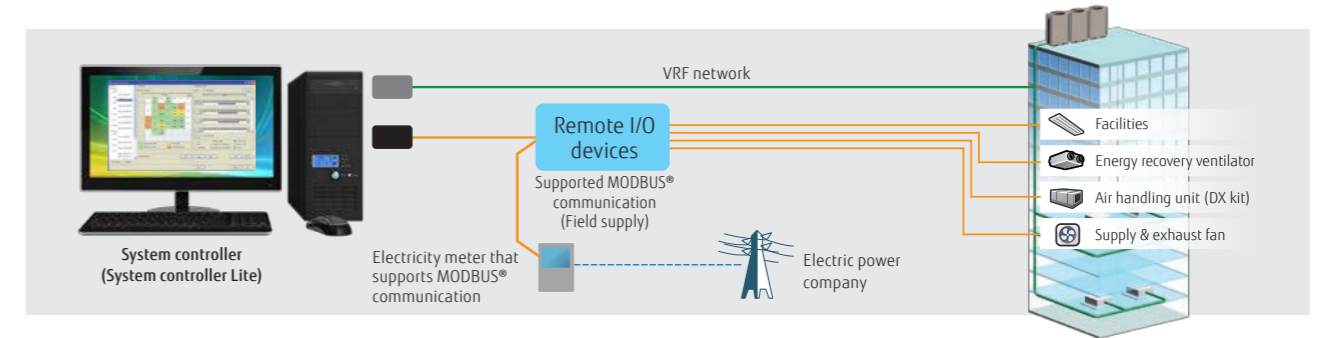 VRF network
Remote I/O
devices
Supported MODBUS®
communication
(Field supply)
Facilities
Energy recovery ventilator
Air handling unit (DX kit)
Supply & exhaust fan
System controller
(System controller Lite)
Electricity meter that
supports MODBUS®
communication
Electric power
company